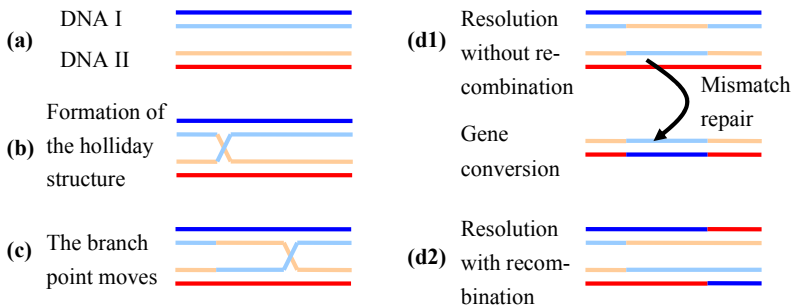 (a)
DNA I
DNA II
(b)
Formation of
the holliday
structure
(c)
The branch
point moves
(d1)
Resolution
without re-
combination
Mismatch
repair
Gene
conversion
(d2)
Resolution
with recom-
bination